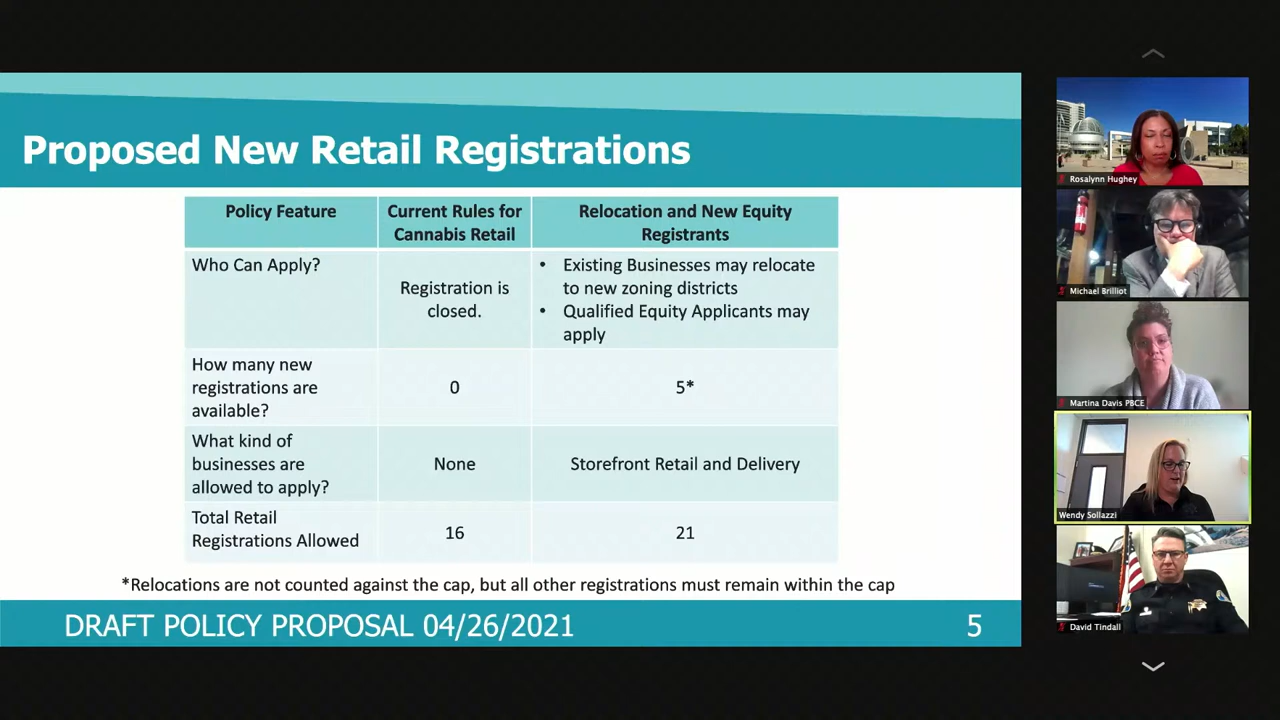 Proposed New Retail Registrations
Policy Feature
Current Rules for
Cannabis Retail
Relocation and New Equity
Registrants
Who Can Apply?
Registration is
closed.
• Existing Businesses may relocate
to new zoning districts
• Qualified Equity Applicants may
apply
How many new
registrations are
available?
0
5*
What kind of
businesses are
allowed to apply?
None
Storefront Retail and Delivery
Total Retail
Registrations Allowed
16
21
*Relocations are not counted against the cap, but all other registrations must remain within the cap
DRAFT POLICY PROPOSAL 04/26/2021
5
Rosalynn Hughey
Michael Brilliot
Martina Davis PBCE
Wendy Sollazzi
David Tindall